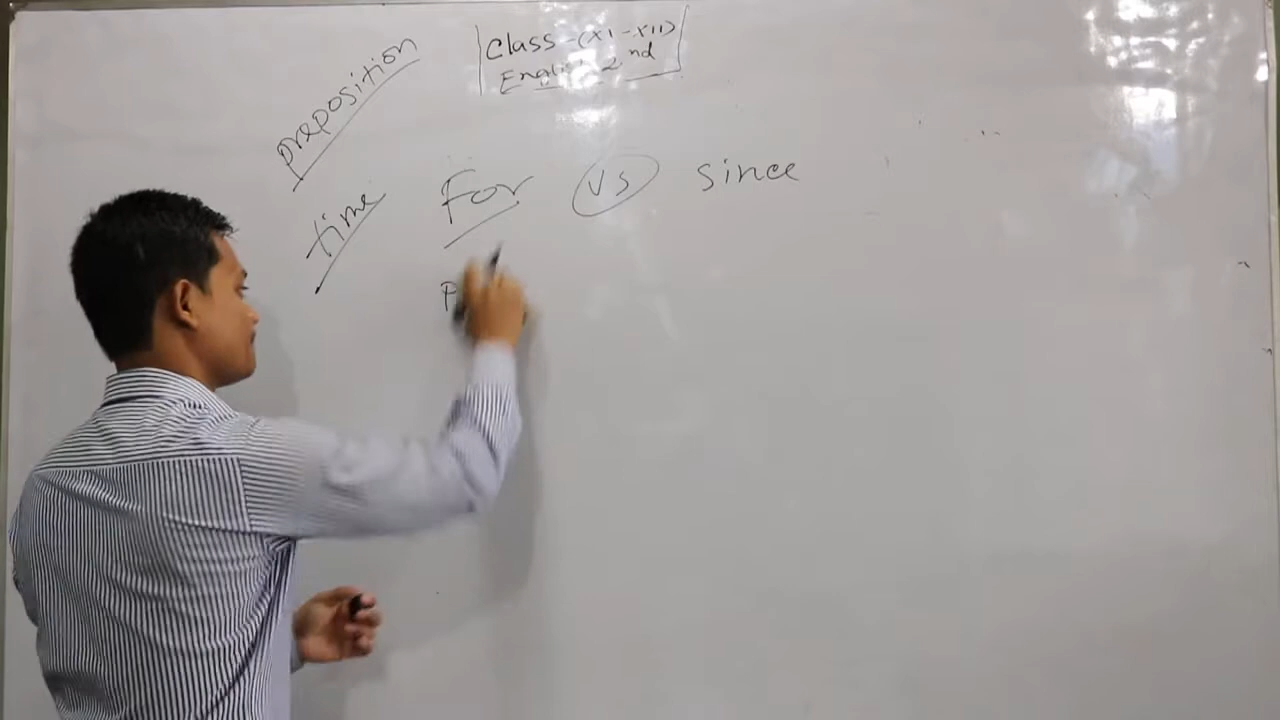 Class-(XI-XII)
English 2nd
preposition
time For vs since
P